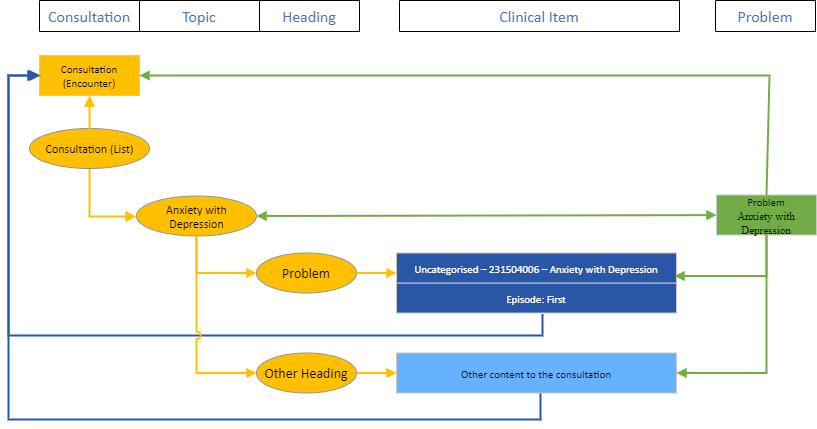 Consultation
Topic
Heading
Clinical Item
Problem
Consultation
(Encounter)
Consultation (List)
Anxiety with
Depression
Problem
Anxiety with
Depression
Problem
Uncategorised – 231504006 – Anxiety with Depression
Episode: First
Other Heading
Other content to the consultation